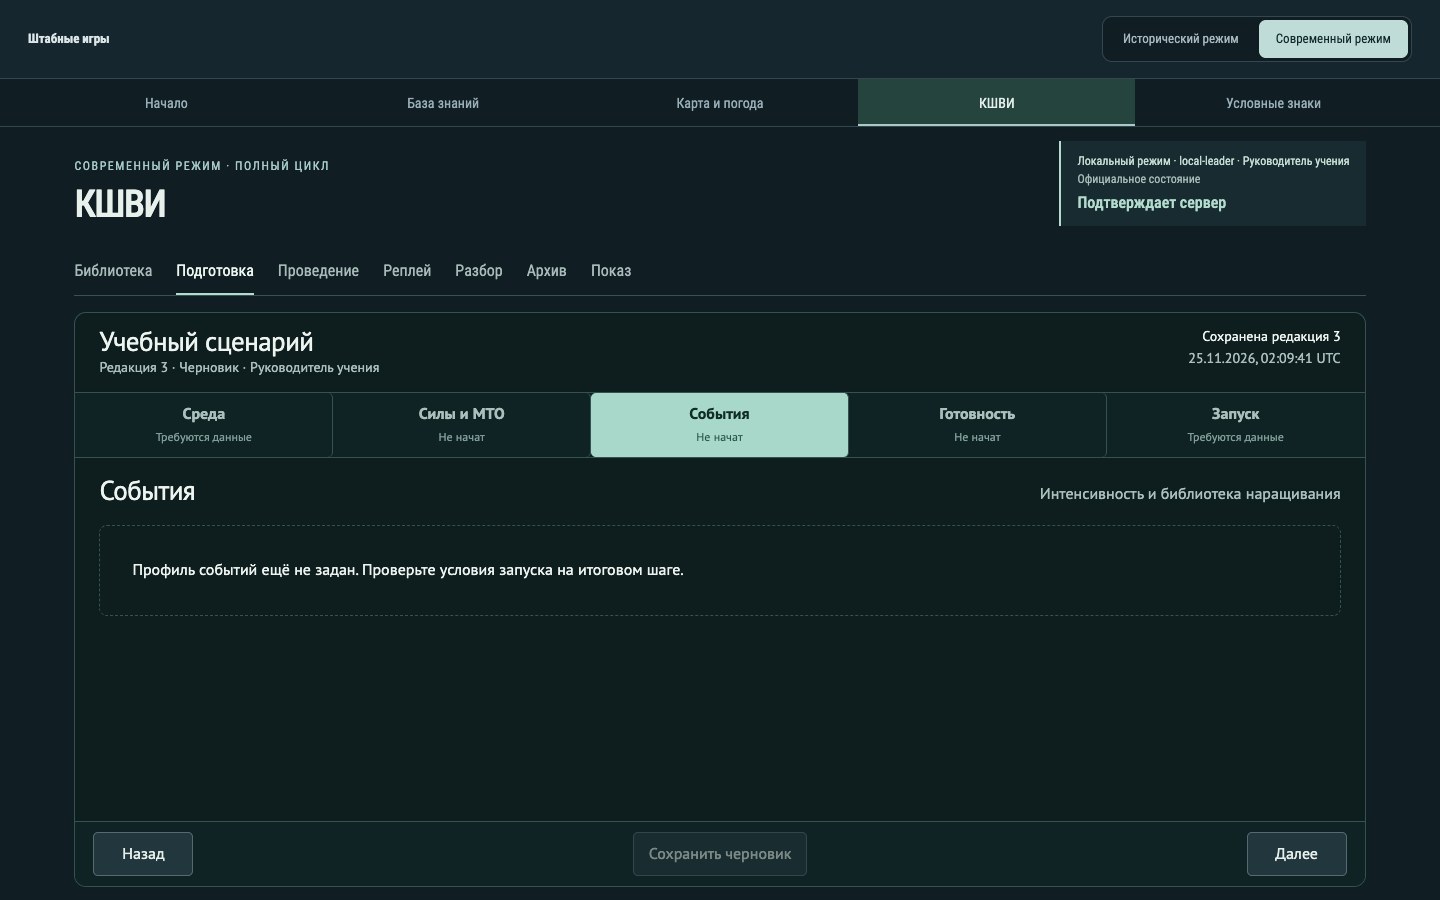 Штабные игры
Исторический режим
Современный режим
Начало
База знаний
Карта и погода
КШВИ
Условные знаки
СОВРЕМЕННЫЙ РЕЖИМ · ПОЛНЫЙ ЦИКЛ
КШВИ
Локальный режим · local-leader · Руководитель учения
Официальное состояние
Подтверждает сервер
Библиотека
Подготовка
Проведение
Реплей
Разбор
Архив
Показ
Учебный сценарий
Редакция 3 · Черновик · Руководитель учения
Сохранена редакция 3
25.11.2026, 02:09:41 UTC
Среда
Требуются данные
Силы и МТО
Не начат
События
Не начат
Готовность
Не начат
Запуск
Требуются данные
События
Интенсивность и библиотека наращивания
Профиль событий ещё не задан. Проверьте условия запуска на итоговом шаге.
Назад
Сохранить черновик
Далее